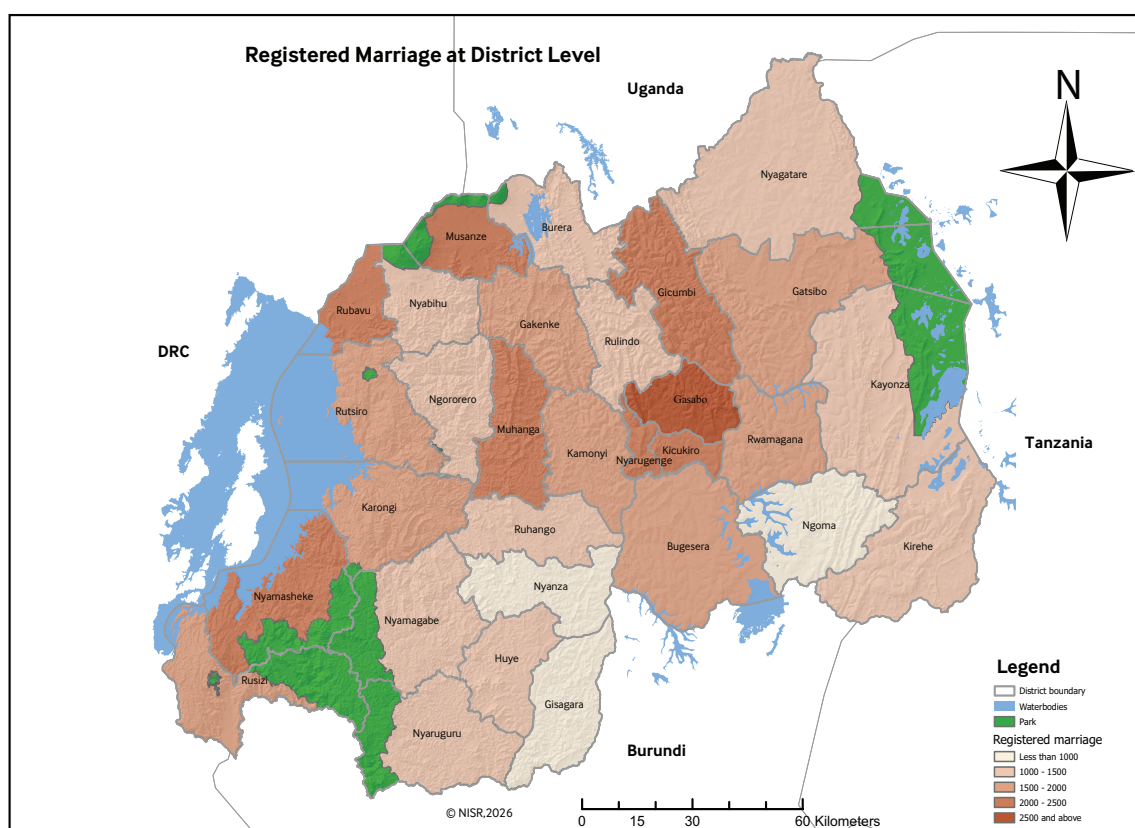 Registered Marriage at District Level
Uganda
N
Nyagatare
Burera
Musanze
Gicumbi
Gatsibo
Nyabihu
Rubavu
Gakenke
Rulindo
DRC
Kayonza
Ngororero
Gasabo
Rutsiro
Muhanga
Rwamagana
Tanzania
Kamonyi
Kicukiro
Nyarugenge
Karongi
Ngoma
Ruhango
Bugesera
Kirehe
Nyanza
Nyamasheke
Nyamagabe
Huye
Rusizi
Gisagara
Nyaruguru
Burundi
Legend
District boundary
Waterbodies
Park
Registered marriage
Less than 1000
1000 - 1500
1500 - 2000
2000 - 2500
2500 and above
© NISR,2026
0 15 30 60 Kilometers